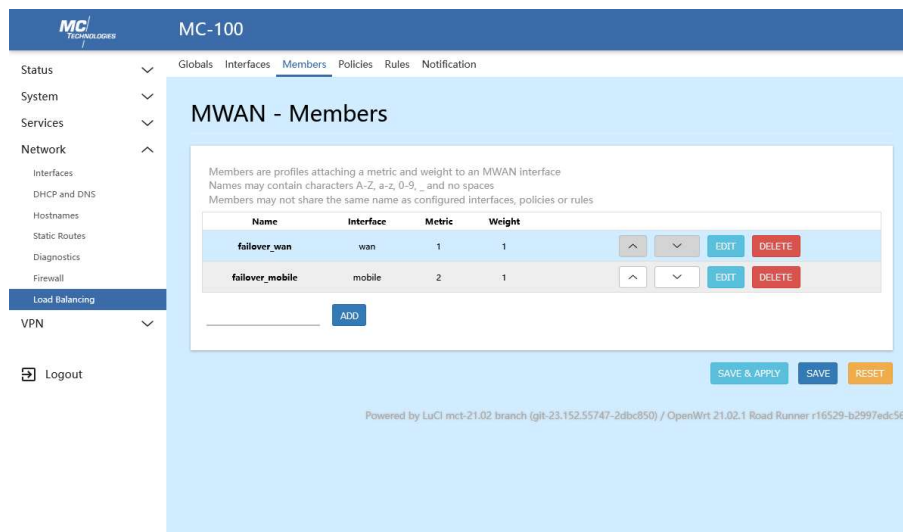 MC
TECHNOLOGIES
MC-100
Status
System
Services
Network
Interfaces
DHCP and DNS
Hostnames
Static Routes
Diagnostics
Firewall
Load Balancing
VPN
Logout
Globals Interfaces Members Policies Rules Notification
MWAN - Members
Members are profiles attaching a metric and weight to an MWAN interface
Names may contain characters A-Z, a-z, 0-9, _ and no spaces
Members may not share the same name as configured interfaces, policies or rules
Name Interface Metric Weight
failover_wan wan 1 1 EDIT DELETE
failover_mobile mobile 2 1 EDIT DELETE
ADD
SAVE & APPLY SAVE RESET
Powered by LuCI mct-21.02 branch (git-23.152.55747-2dbc850) / OpenWrt 21.02.1 Road Runner r16529-b2997edc56